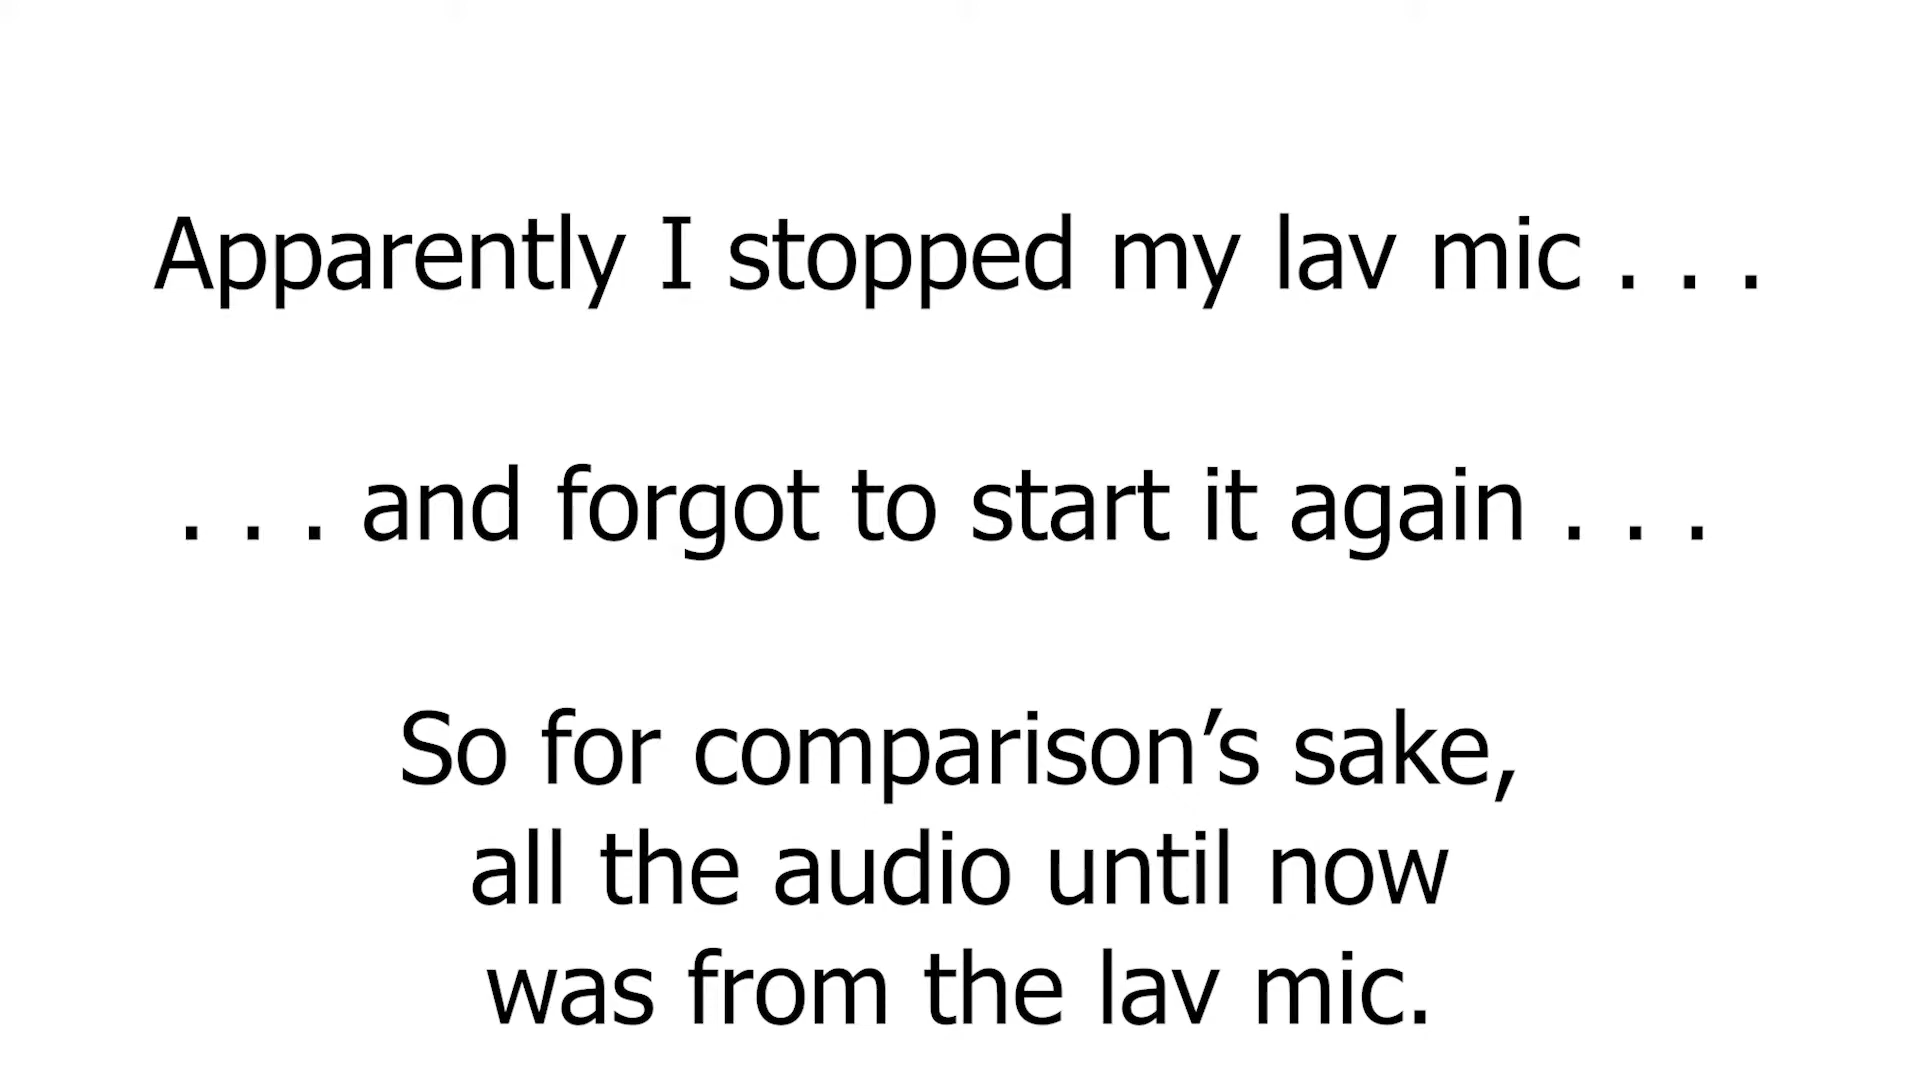 Apparently I stopped my lav mic . . .
. . . and forgot to start it again . . .
So for comparison’s sake,
all the audio until now
was from the lav mic.